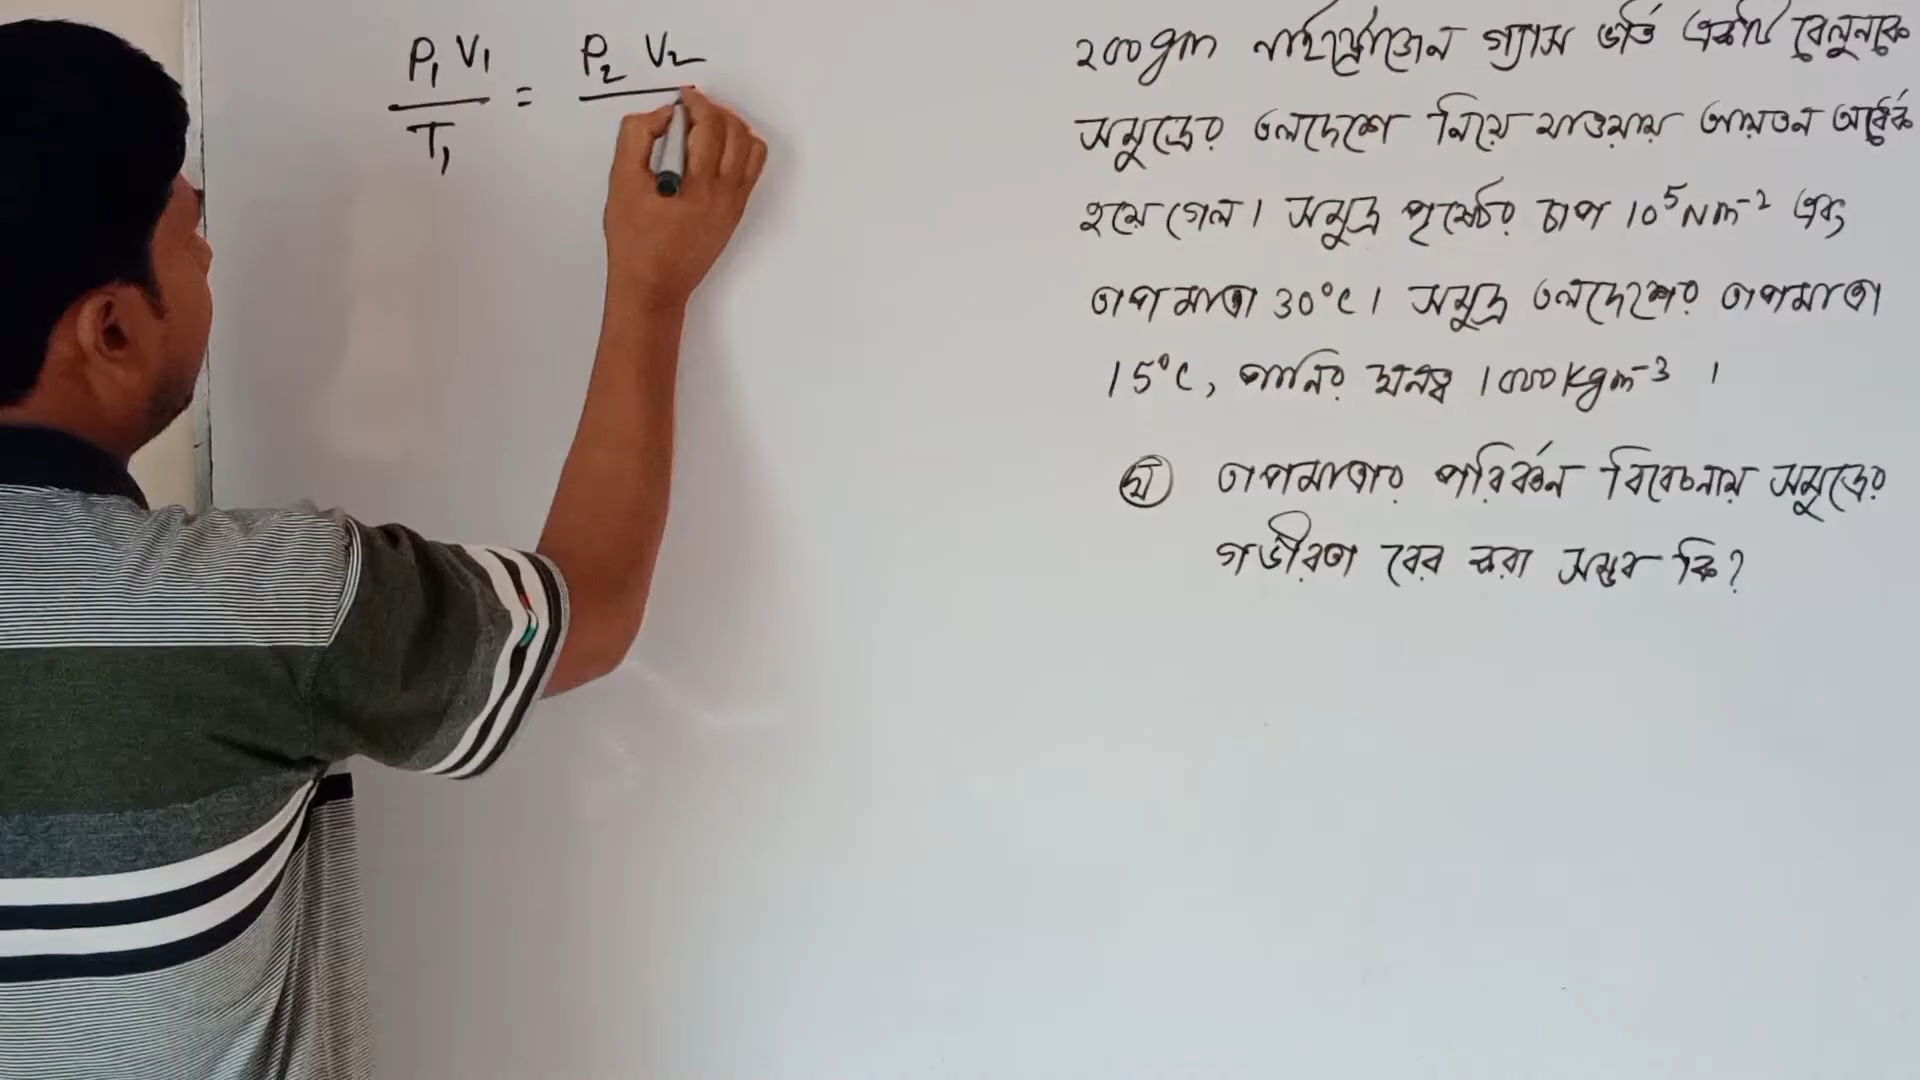 P₁ V₁ / T₁ = P₂ V₂
২০০gm নাইট্রোজেন গ্যাস ভর্তি একটি বেলুনকে
সমুদ্রের তলদেশে নিয়ে যাওয়ায় আয়তন অর্ধেক
হয়ে গেল। সমুদ্র পৃষ্ঠের চাপ 10⁵Nm⁻² এবং
তাপমাত্রা 30°C। সমুদ্র তলদেশের তাপমাত্রা
15°C, পানির ঘনত্ব 1000kgm⁻³ ।
ঘ তাপমাত্রার পরিবর্তন বিবেচনায় সমুদ্রের
গভীরতা বের করা সম্ভব কি?